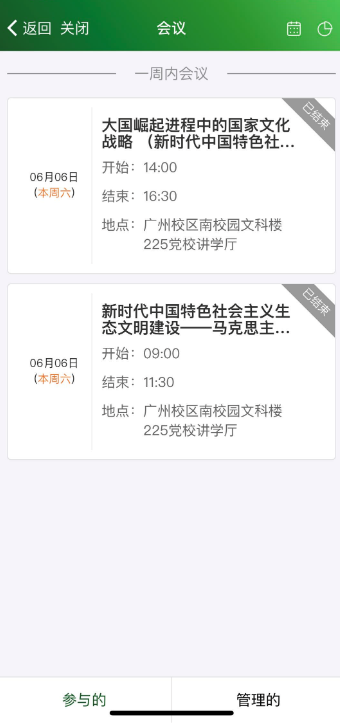 返回 关闭 会议
一周内会议
已结束
大国崛起进程中的国家文化
战略 （新时代中国特色社...
06月06日
(本周六)
开始：14:00
结束：16:30
地点：广州校区南校园文科楼
225党校讲学厅
已结束
新时代中国特色社会主义生
态文明建设——马克思主...
06月06日
(本周六)
开始：09:00
结束：11:30
地点：广州校区南校园文科楼
225党校讲学厅
参与的 管理的